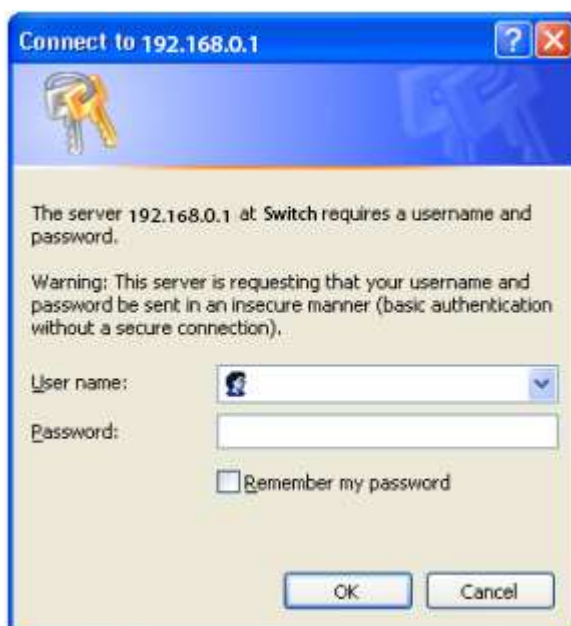 Connect to 192.168.0.1
The server 192.168.0.1 at Switch requires a username and
password.
Warning: This server is requesting that your username and
password be sent in an insecure manner (basic authentication
without a secure connection).
User name:
Password:
Remember my password
OK
Cancel